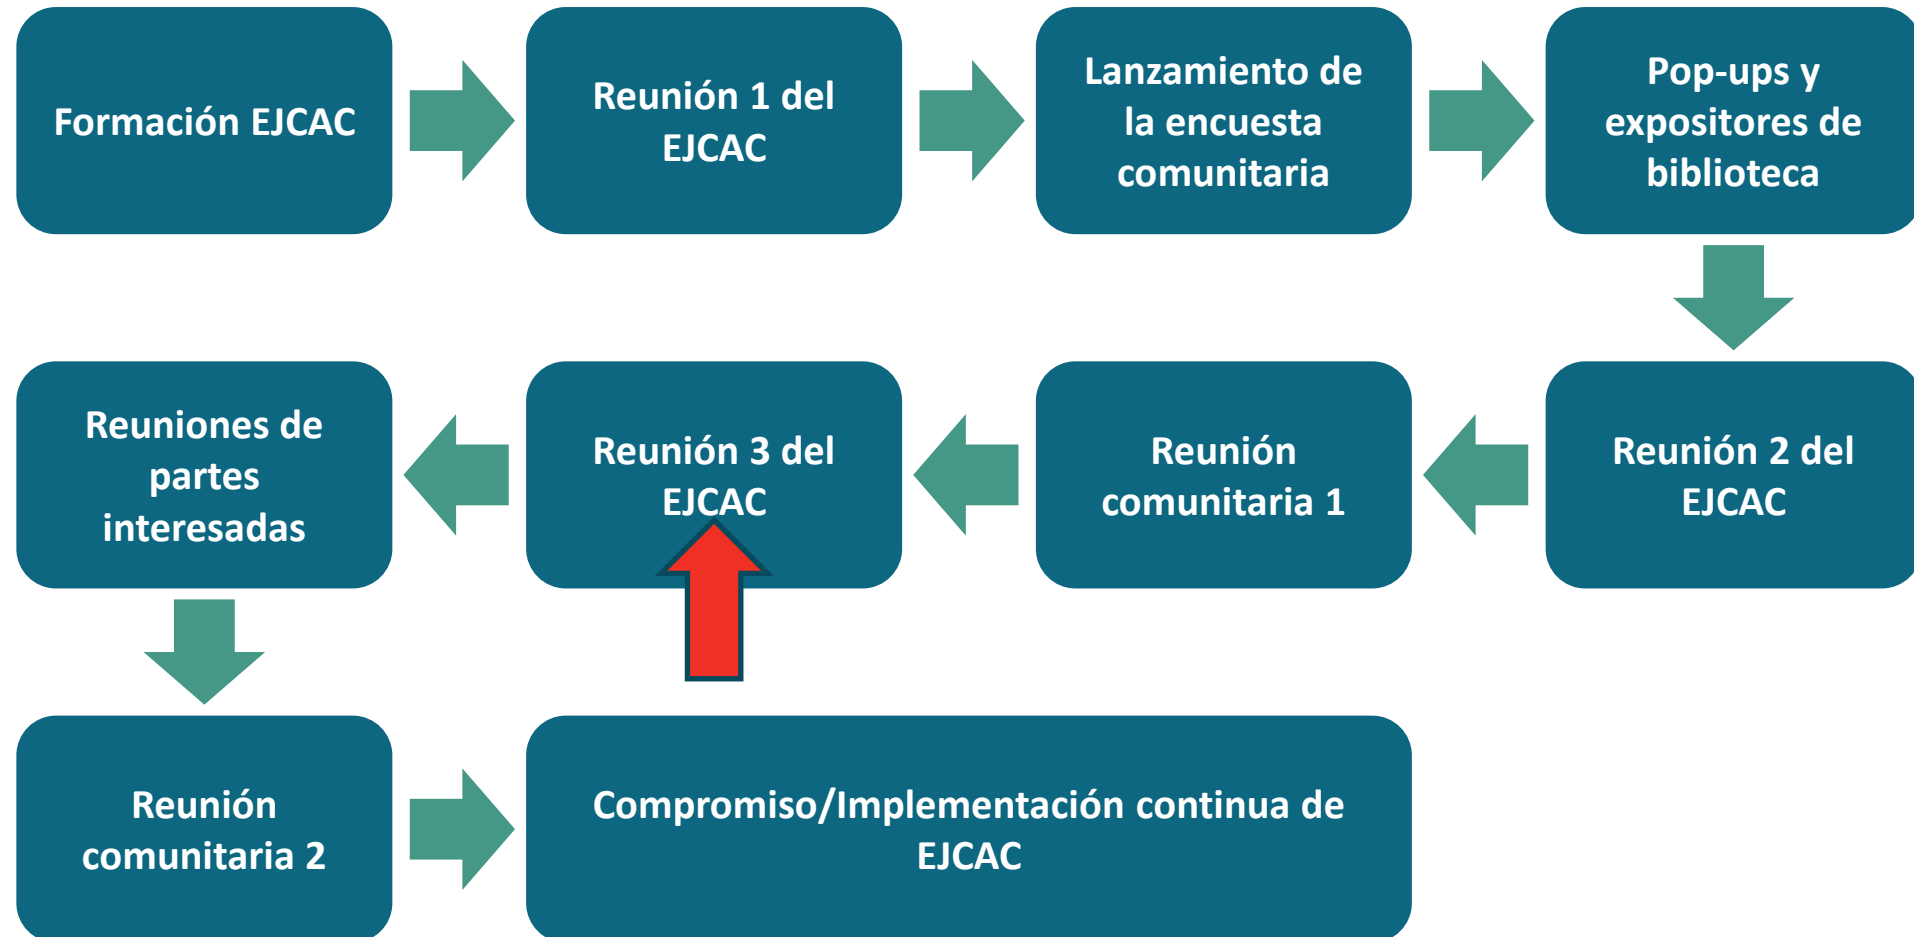 Formación EJCAC
Reunión 1 del
EJCAC
Lanzamiento de
la encuesta
comunitaria
Pop-ups y
expositores de
biblioteca
Reunión 2 del
EJCAC
Reunión
comunitaria 1
Reunión 3 del
EJCAC
Reuniones de
partes
interesadas
Reunión
comunitaria 2
Compromiso/Implementación continua de
EJCAC